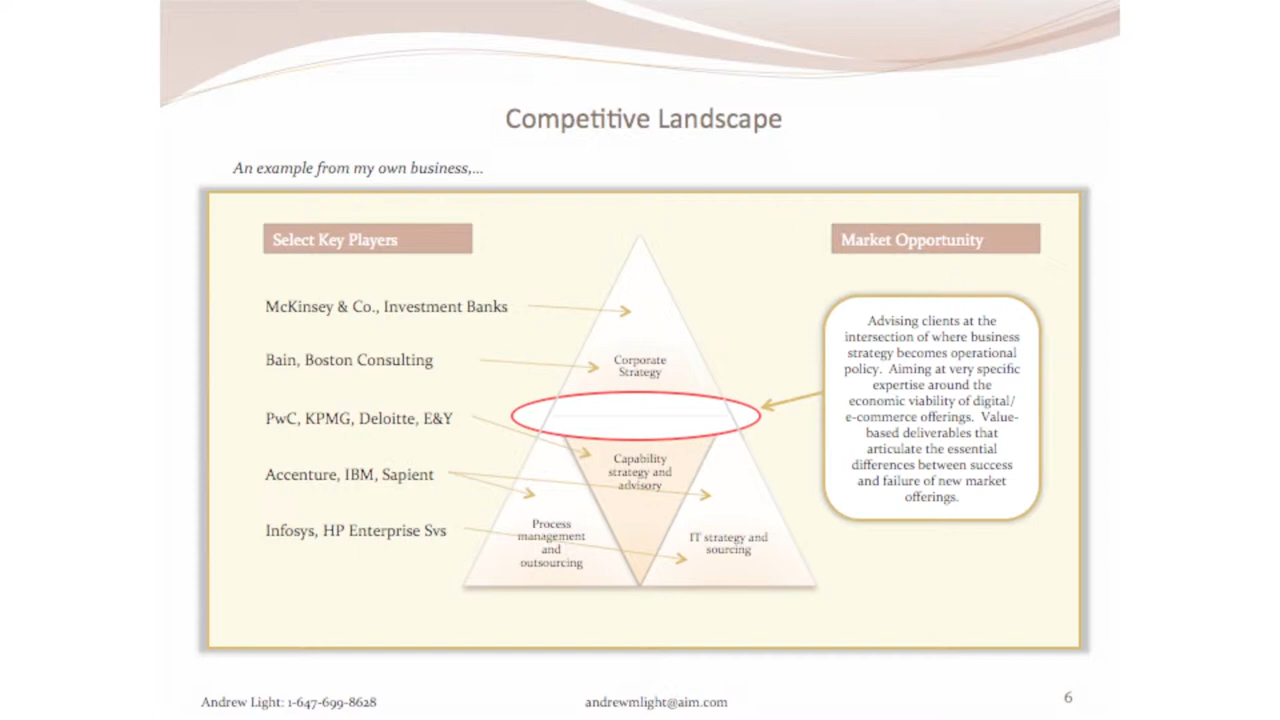 Competitive Landscape
An example from my own business,...
Select Key Players
Market Opportunity
McKinsey & Co., Investment Banks
Bain, Boston Consulting
PwC, KPMG, Deloitte, E&Y
Accenture, IBM, Sapient
Infosys, HP Enterprise Svs
Corporate
Strategy
Capability
strategy and
advisory
Process
management
and
outsourcing
IT strategy and
sourcing
Advising clients at the
intersection of where business
strategy becomes operational
policy. Aiming at very specific
expertise around the
economic viability of digital/
e-commerce offerings. Value-
based deliverables that
articulate the essential
differences between success
and failure of new market
offerings.
Andrew Light: 1-647-699-8628
andrewmlight@aim.com
6